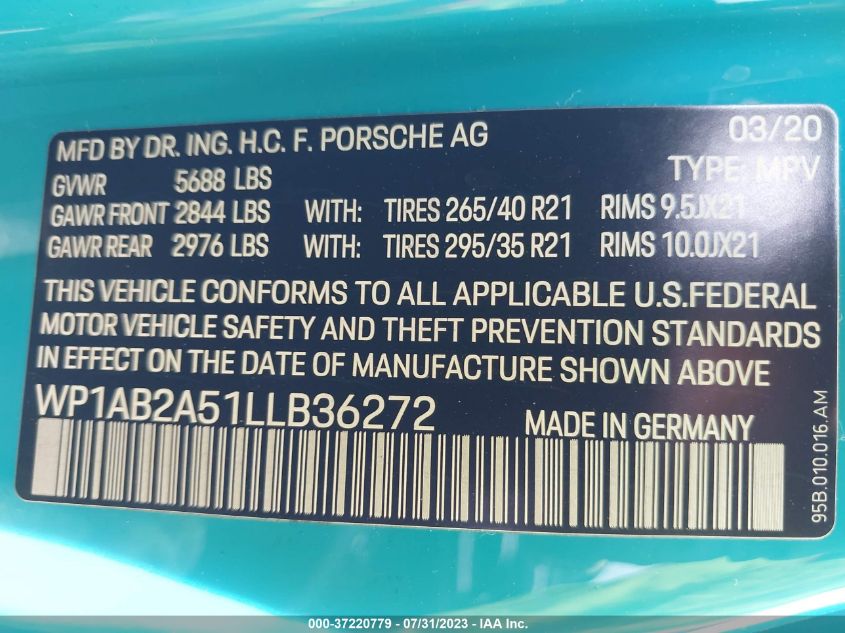 MFD BY DR. ING. H.C. F. PORSCHE AG 03/20
GVWR 5688 LBS TYPE: MPV
GAWR FRONT 2844 LBS WITH: TIRES 265/40 R21 RIMS 9.5JX21
GAWR REAR 2976 LBS WITH: TIRES 295/35 R21 RIMS 10.0JX21
THIS VEHICLE CONFORMS TO ALL APPLICABLE U.S.FEDERAL
MOTOR VEHICLE SAFETY AND THEFT PREVENTION STANDARDS
IN EFFECT ON THE DATE OF MANUFACTURE SHOWN ABOVE
WP1AB2A51LLB36272 MADE IN GERMANY
95B.010.016.AM
000-37220779 - 07/31/2023 - IAA Inc.